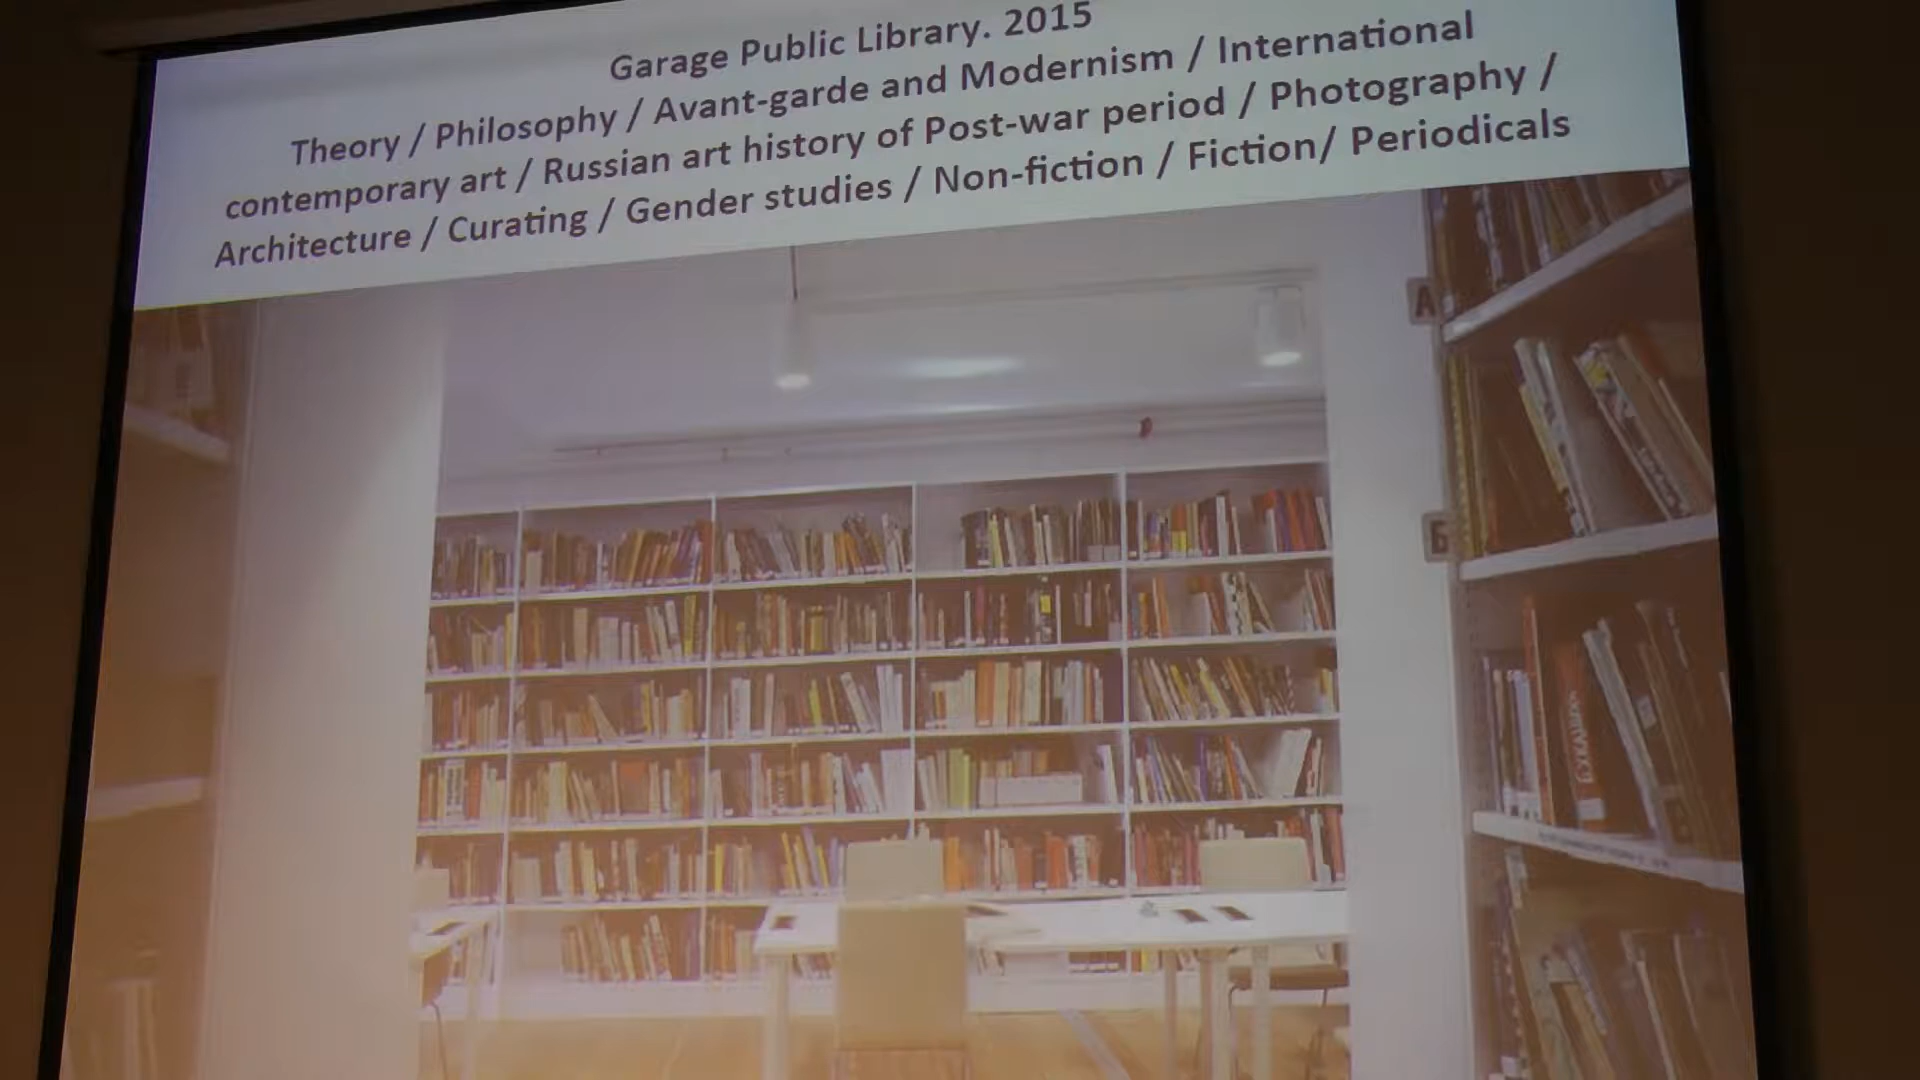 Garage Public Library. 2015
Theory / Philosophy / Avant-garde and Modernism / International
contemporary art / Russian art history of Post-war period / Photography /
Architecture / Curating / Gender studies / Non-fiction / Fiction/ Periodicals
А
Б